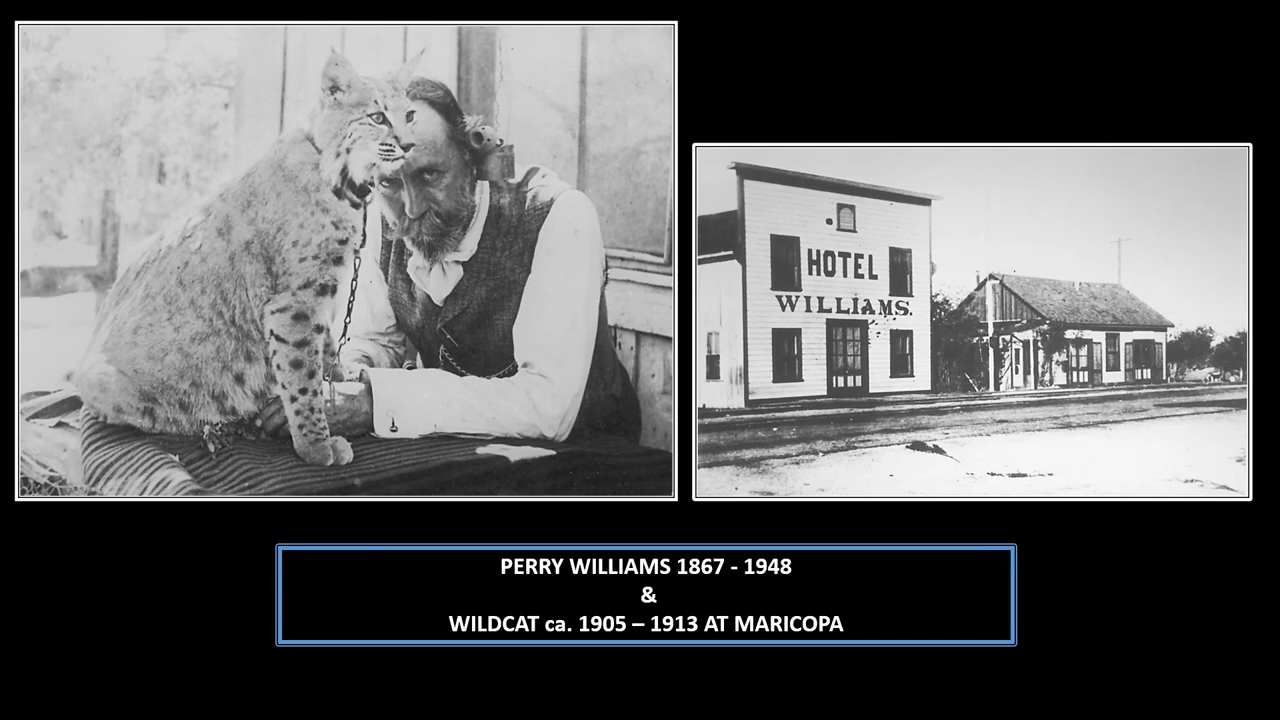 HOTEL
WILLIAMS.
PERRY WILLIAMS 1867 - 1948
&
WILDCAT ca. 1905 – 1913 AT MARICOPA